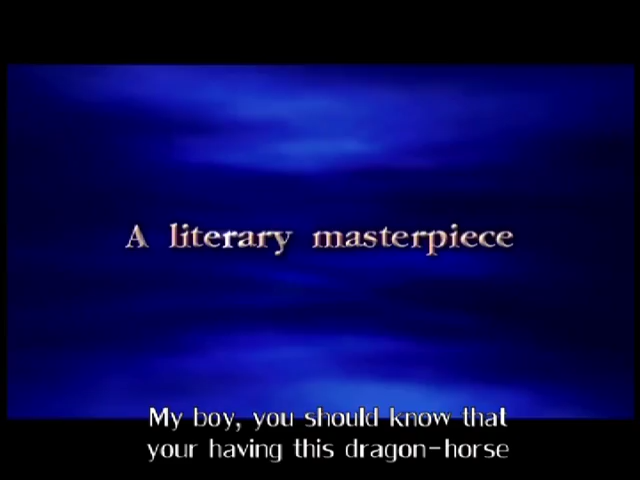 A literary masterpiece
My boy, you should know that
your having this dragon-horse